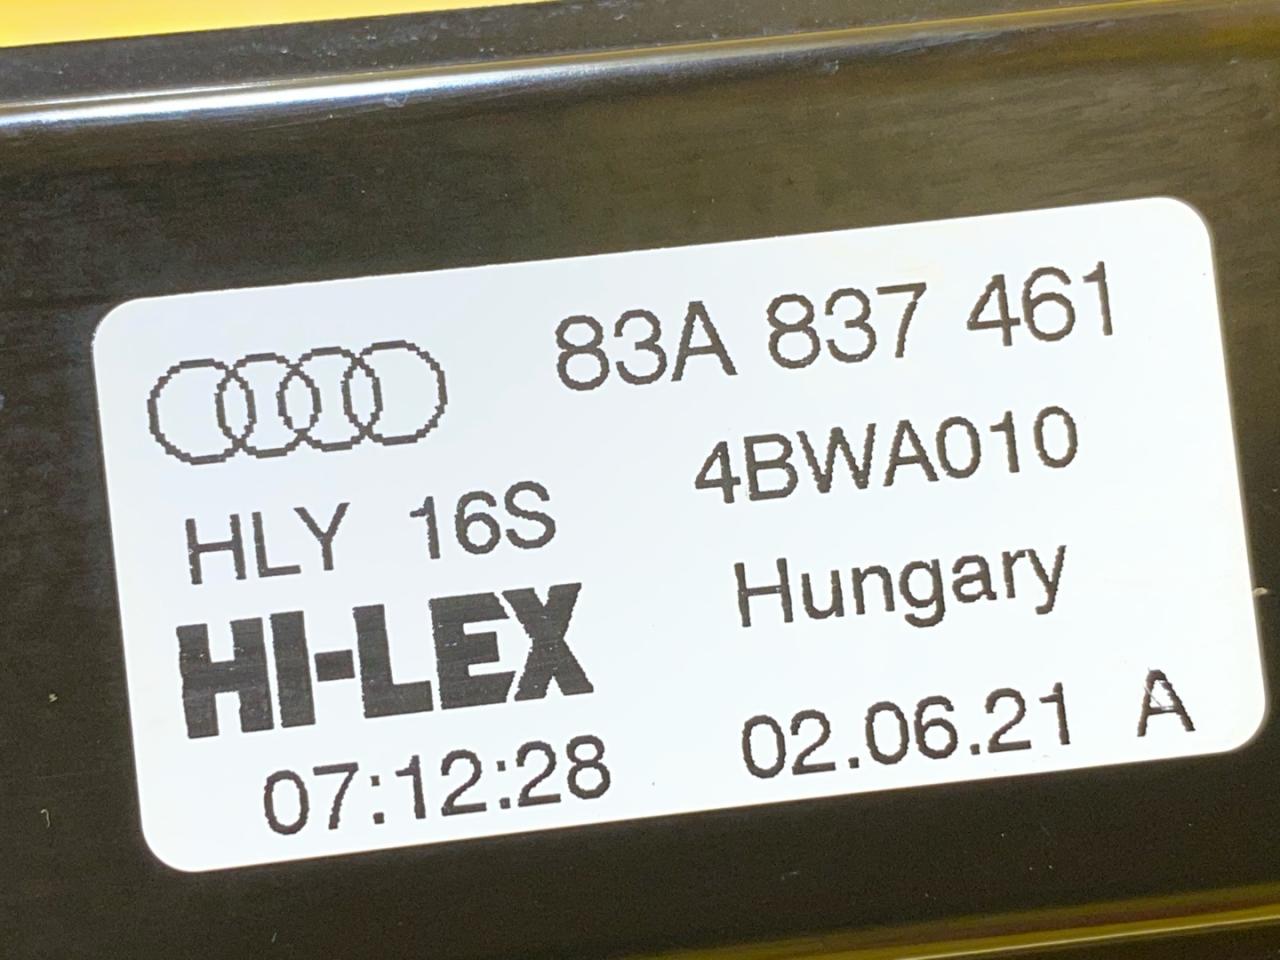 83A 837 461
4BWA010
HLY 16S
Hungary
HI-LEX
07:12:28 02.06.21 A